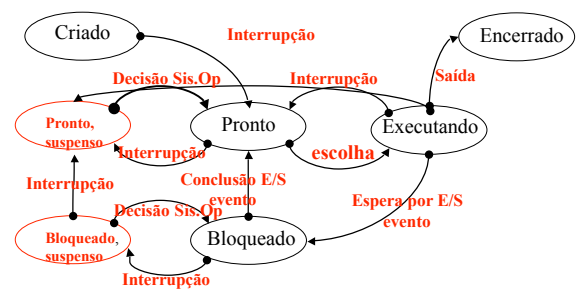 Criado
Interrupção
Encerrado
Decisão Sis.Op
Interrupção
Saída
Pronto,
suspenso
Pronto
Executando
Interrupção
escolha
Interrupção
Conclusão E/S
evento
Espera por E/S
evento
Decisão Sis.Op
Bloqueado,
suspenso
Bloqueado
Interrupção